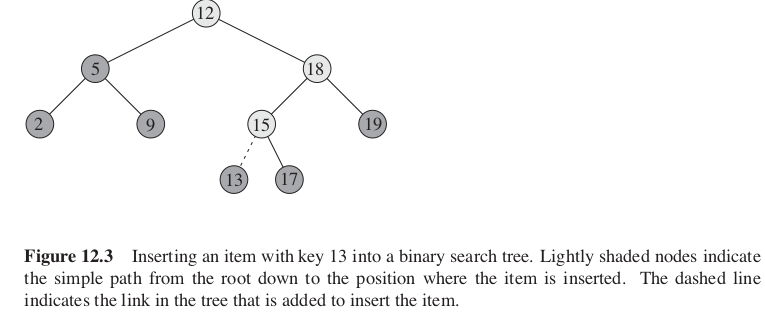 12
5 18
2 9 15 19
13 17
Figure 12.3 Inserting an item with key 13 into a binary search tree. Lightly shaded nodes indicate
the simple path from the root down to the position where the item is inserted. The dashed line
indicates the link in the tree that is added to insert the item.